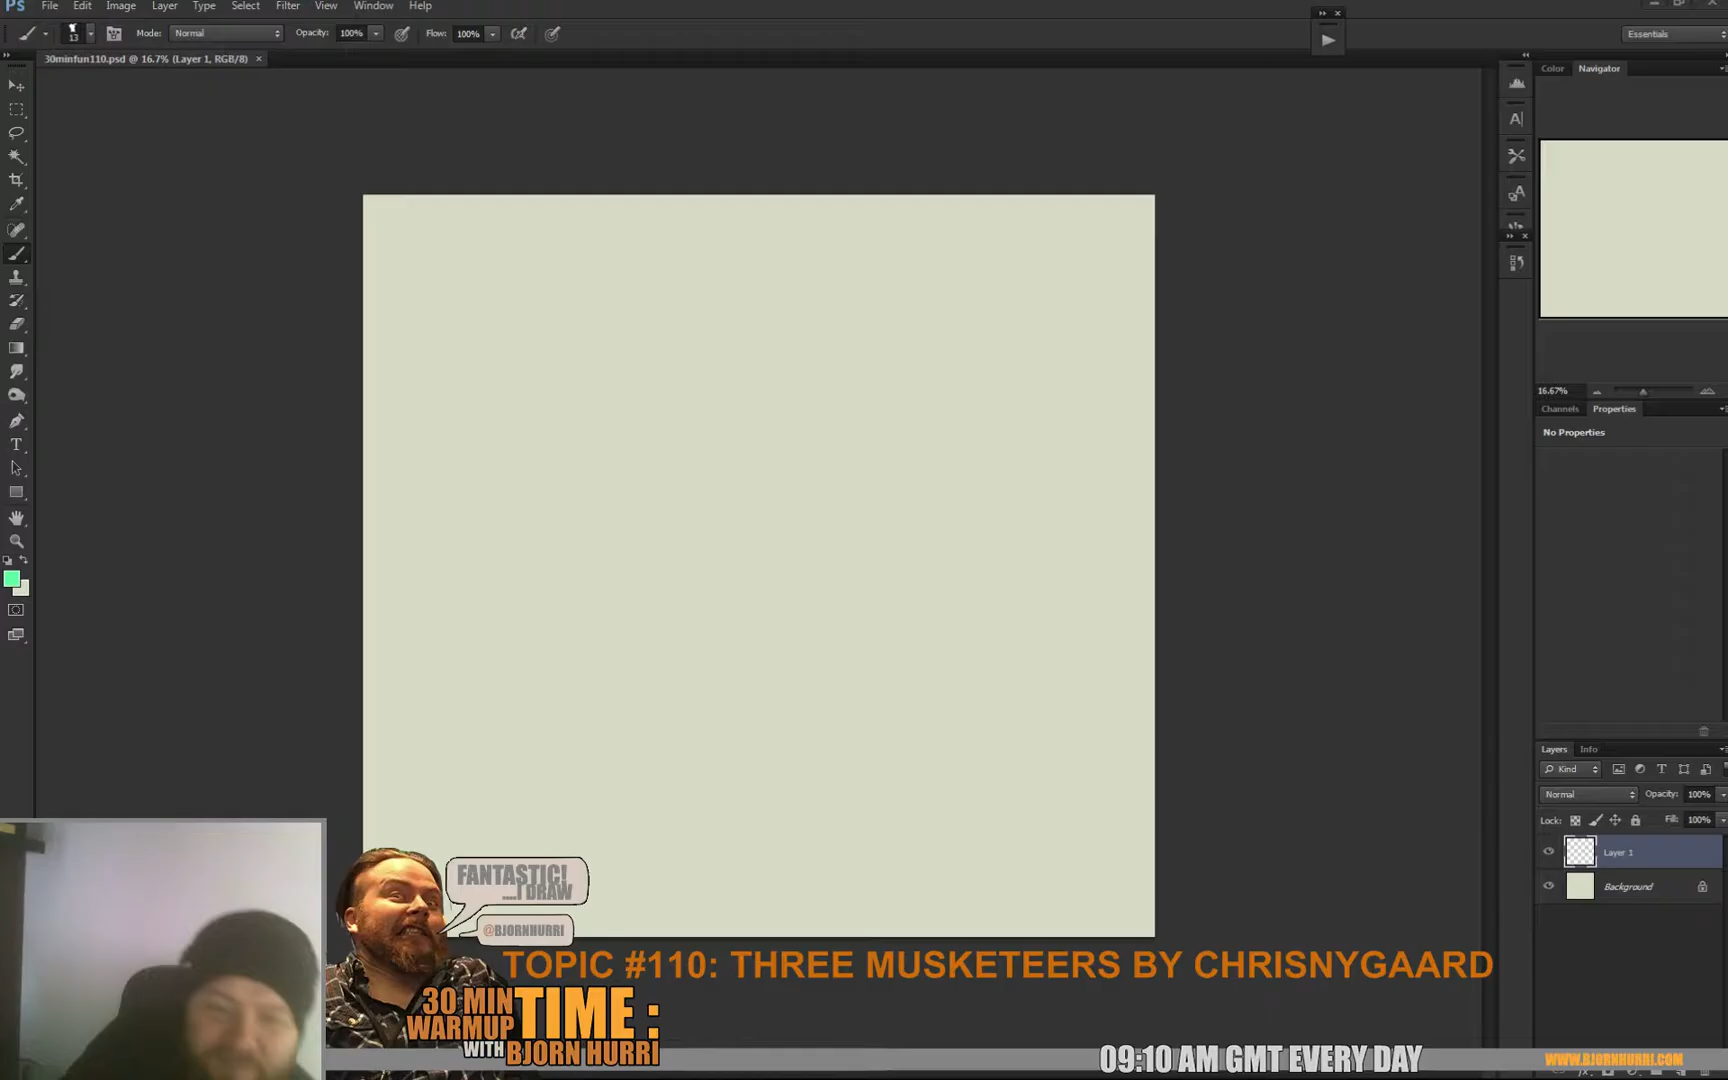 Ps File Edit Image Layer Type Select Filter View Window Help
13 Mode: Normal Opacity: 100% Flow: 100% Essentials
30minfun110.psd @ 16.7% (Layer 1, RGB/8) ×
Color Navigator
16.67%
Channels Properties
No Properties
Layers Info
Kind
Normal Opacity: 100%
Lock: Fill: 100%
Layer 1
Background
FANTASTIC!
....I DRAW
@BJORNHURRI
TOPIC #110: THREE MUSKETEERS BY CHRISNYGAARD
30 MIN WARMUP TIME :
WITH BJORN HURRI
09:10 AM GMT EVERY DAY
WWW.BJORNHURRI.COM